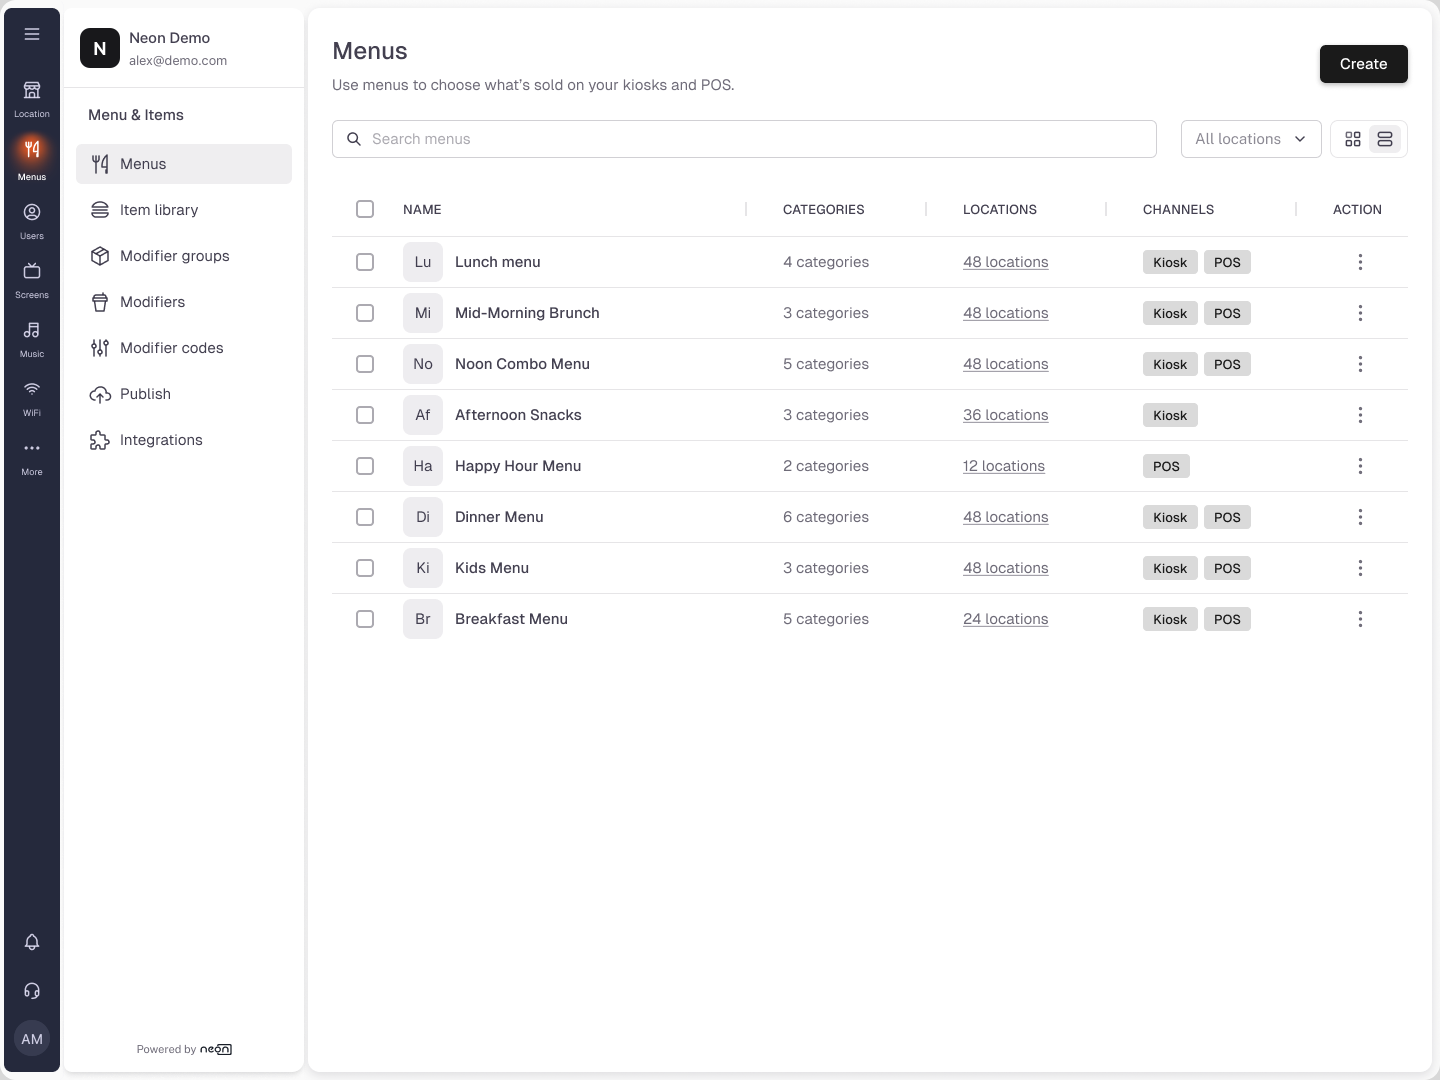 N
Neon Demo
alex@demo.com
Location
Menus
Users
Screens
Music
WiFi
More
AM
Menu & Items
Menus
Item library
Modifier groups
Modifiers
Modifier codes
Publish
Integrations
Powered by neon
Menus
Use menus to choose what’s sold on your kiosks and POS.
Create
Search menus
All locations
NAME CATEGORIES LOCATIONS CHANNELS ACTION
Lu Lunch menu 4 categories 48 locations Kiosk POS
Mi Mid-Morning Brunch 3 categories 48 locations Kiosk POS
No Noon Combo Menu 5 categories 48 locations Kiosk POS
Af Afternoon Snacks 3 categories 36 locations Kiosk
Ha Happy Hour Menu 2 categories 12 locations POS
Di Dinner Menu 6 categories 48 locations Kiosk POS
Ki Kids Menu 3 categories 48 locations Kiosk POS
Br Breakfast Menu 5 categories 24 locations Kiosk POS